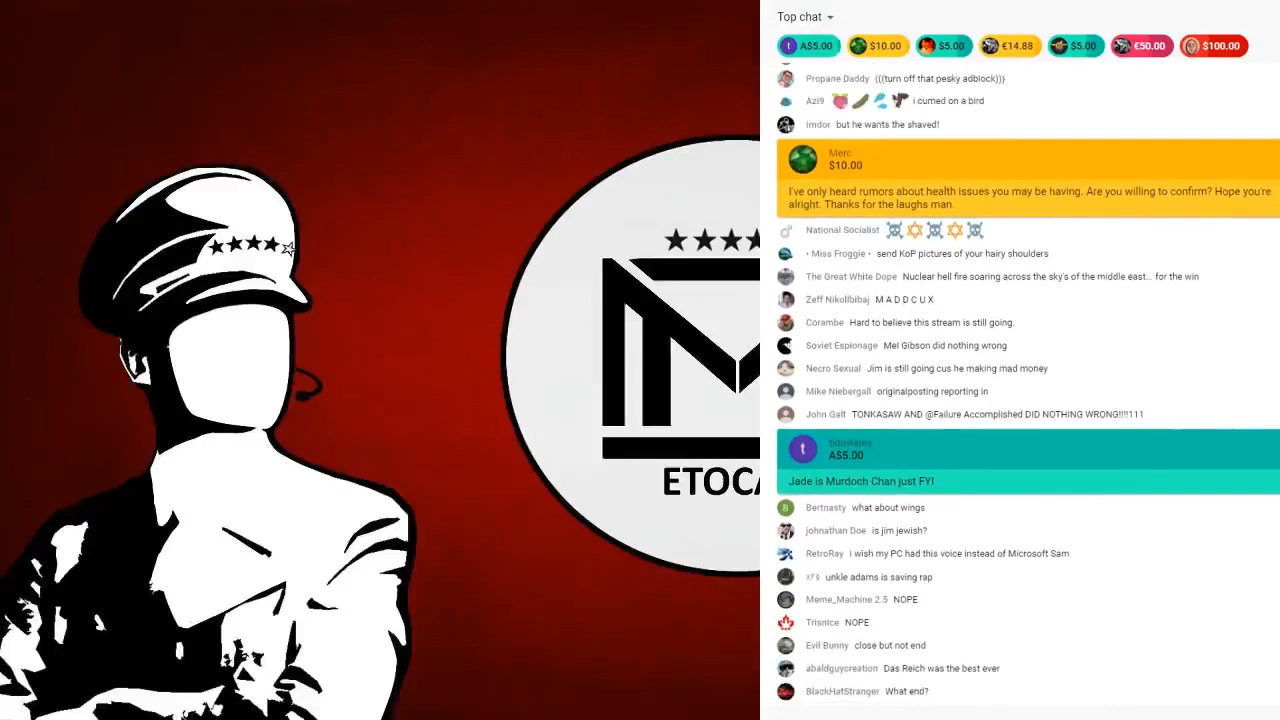 Top chat
A$5.00
$10.00
$5.00
€14.88
$5.00
€50.00
$100.00
Propane Daddy (((turn off that pesky adblock)))
Azi9 i cumed on a bird
imdor but he wants the shaved!
Merc
$10.00
I've only heard rumors about health issues you may be having. Are you willing to confirm? Hope you're
alright. Thanks for the laughs man.
National Socialist
• Miss Froggie • send KoP pictures of your hairy shoulders
The Great White Dope Nuclear hell fire soaring across the sky's of the middle east... for the win
Zeff Nikollbibaj M A D D C U X
Corambe Hard to believe this stream is still going.
Soviet Espionage Mel Gibson did nothing wrong
Necro Sexual Jim is still going cus he making mad money
Mike Niebergall originalposting reporting in
John Galt TONKASAW AND @Failure Accomplished DID NOTHING WRONG!!!!111
t
tidowales
A$5.00
Jade is Murdoch Chan just FYI
B Bertnasty what about wings
johnathan Doe is jim jewish?
RetroRay I wish my PC had this voice instead of Microsoft Sam
unkle adams is saving rap
Meme_Machine 2.5 NOPE
Trisnice NOPE
Evil Bunny close but not end
abaldguycreation Das Reich was the best ever
BlackHatStranger What end?
M
ETOCA